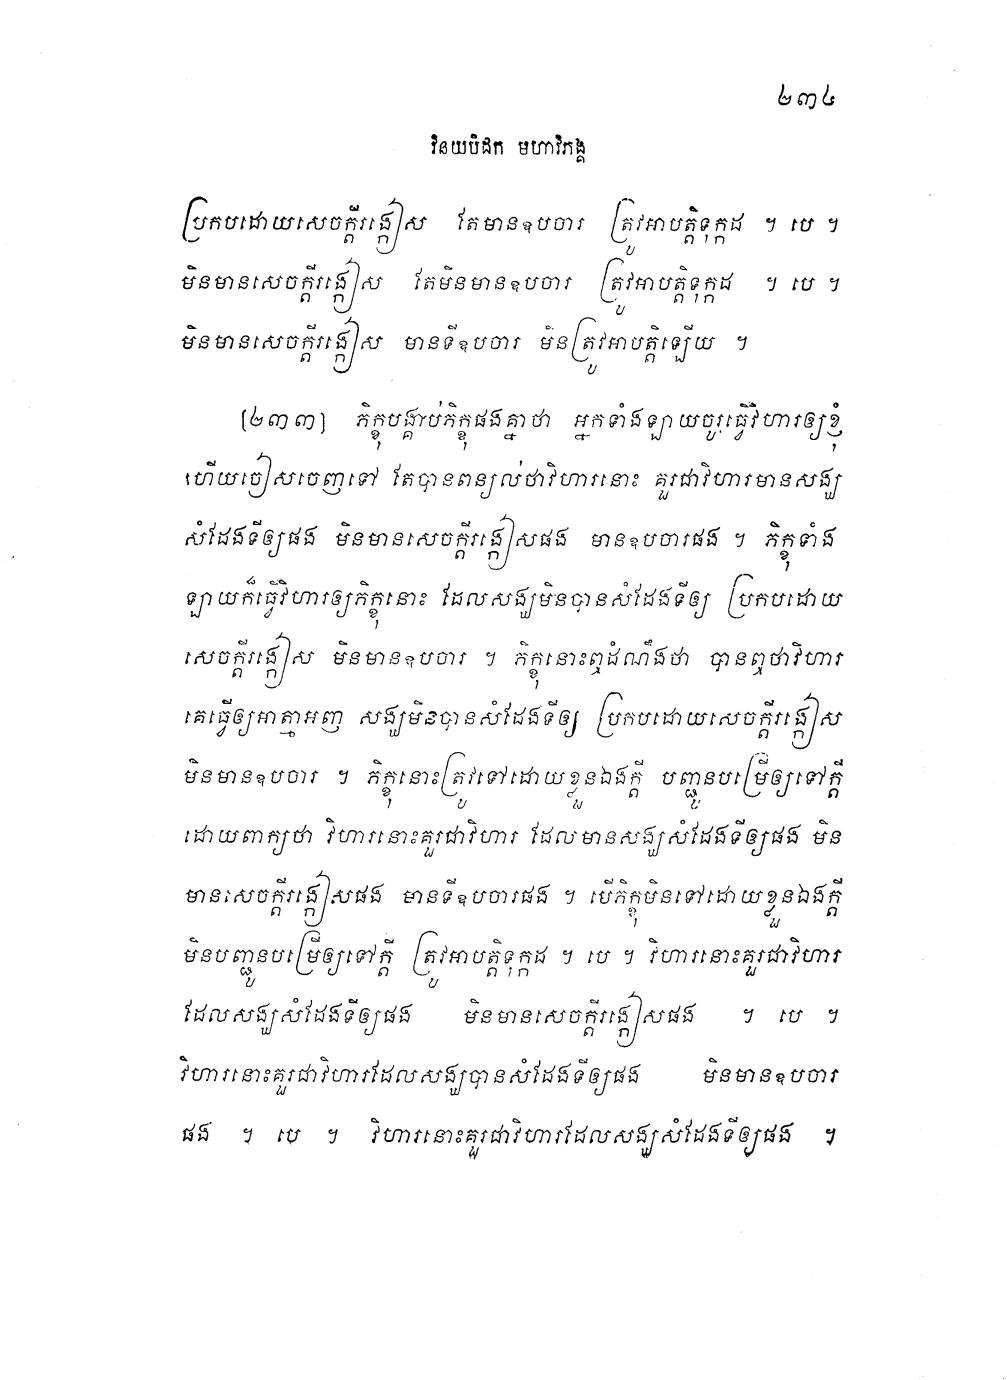 ២៣៤
វិនយបិដក មហាវិភង្គ
ប្រកបដោយសេចក្តីរង្កៀស តែមានឧបចារ ត្រូវអាបត្តិទុក្កដ ។ បេ ។
មិនមានសេចក្តីរង្កៀស តែមិនមានឧបចារ ត្រូវអាបត្តិទុក្កដ ។ បេ ។
មិនមានសេចក្តីរង្កៀស មានទីឧបចារ មិនត្រូវអាបត្តិឡើយ ។
[២៣៣] ភិក្ខុបង្គាប់ភិក្ខុផងគ្នាថា អ្នកទាំងឡាយចូរធ្វើវិហារឲ្យខ្ញុំ
ហើយចៀសចេញទៅ តែបានពន្យល់ថាវិហារនោះ គួរជាវិហារមានសង្ឃ
សំដែងទីឲ្យផង មិនមានសេចក្តីរង្កៀសផង មានឧបចារផង ។ ភិក្ខុទាំង
ឡាយក៏ធ្វើវិហារឲ្យភិក្ខុនោះ ដែលសង្ឃមិនបានសំដែងទីឲ្យ ប្រកបដោយ
សេចក្តីរង្កៀស មិនមានឧបចារ ។ ភិក្ខុនោះឮដំណឹងថា បានឮថាវិហារ
គេធ្វើឲ្យអាត្មាអញ សង្ឃមិនបានសំដែងទីឲ្យ ប្រកបដោយសេចក្តីរង្កៀស
មិនមានឧបចារ ។ ភិក្ខុនោះត្រូវទៅដោយខ្លួនឯងក្តី បញ្ជូនបម្រើឲ្យទៅក្តី
ដោយពាក្យថា វិហារនោះគួរជាវិហារ ដែលមានសង្ឃសំដែងទីឲ្យផង មិន
មានសេចក្តីរង្កៀសផង មានទីឧបចារផង ។ បើភិក្ខុមិនទៅដោយខ្លួនឯងក្តី
មិនបញ្ជូនបម្រើឲ្យទៅក្តី ត្រូវអាបត្តិទុក្កដ ។ បេ ។ វិហារនោះគួរជាវិហារ
ដែលសង្ឃសំដែងទីឲ្យផង មិនមានសេចក្តីរង្កៀសផង ។ បេ ។
វិហារនោះគួរជាវិហារដែលសង្ឃបានសំដែងទីឲ្យផង មិនមានឧបចារ
ផង ។ បេ ។ វិហារនោះគួរជាវិហារដែលសង្ឃសំដែងទីឲ្យផង ។